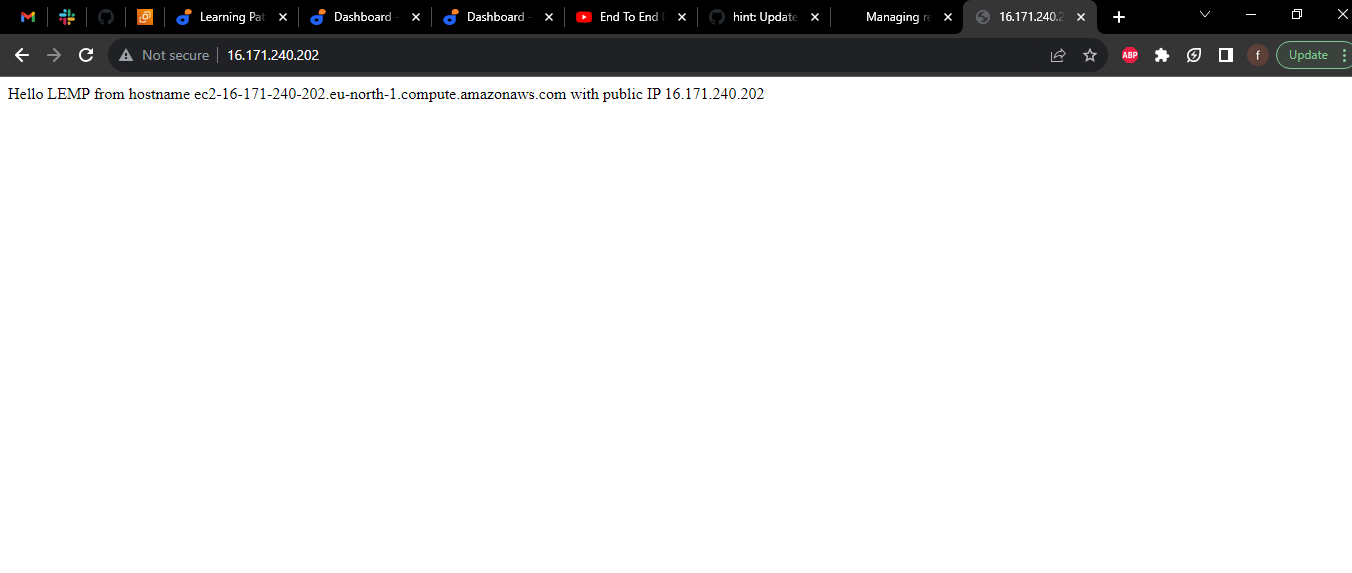 Learning Pat
Dashboard -
Dashboard -
End To End
hint: Update
Managing re
16.171.240.2
Not secure
16.171.240.202
ABP
f
Update
Hello LEMP from hostname ec2-16-171-240-202.eu-north-1.compute.amazonaws.com with public IP 16.171.240.202